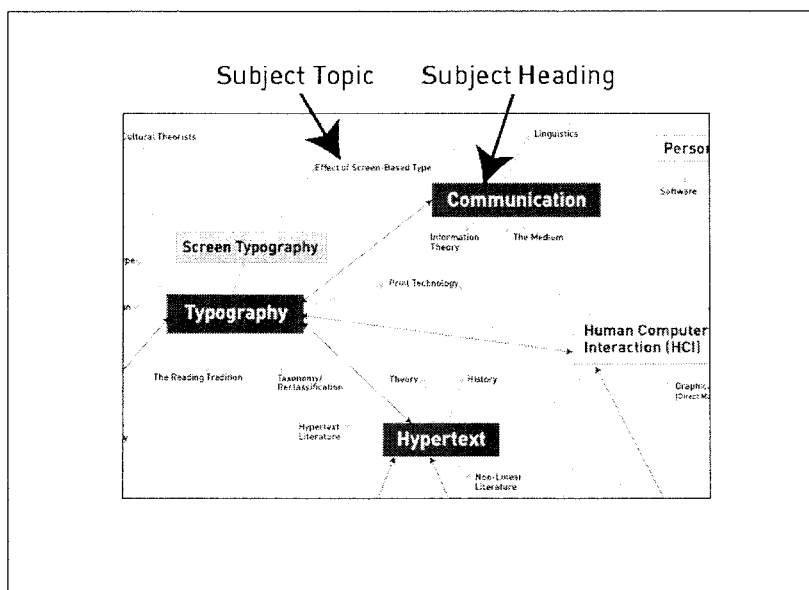 Subject Topic
Subject Heading
Cultural Theorists
Linguistics
Effect of Screen-Based Type
Communication
Software
Information
Theory
The Medium
Screen Typography
Print Technology
Typography
Human Computer
Interaction (HCI)
The Reading Tradition
Taxonomy/
Reclassification
Theory
History
Hypertext
Literature
Hypertext
Non-Linear
Literature